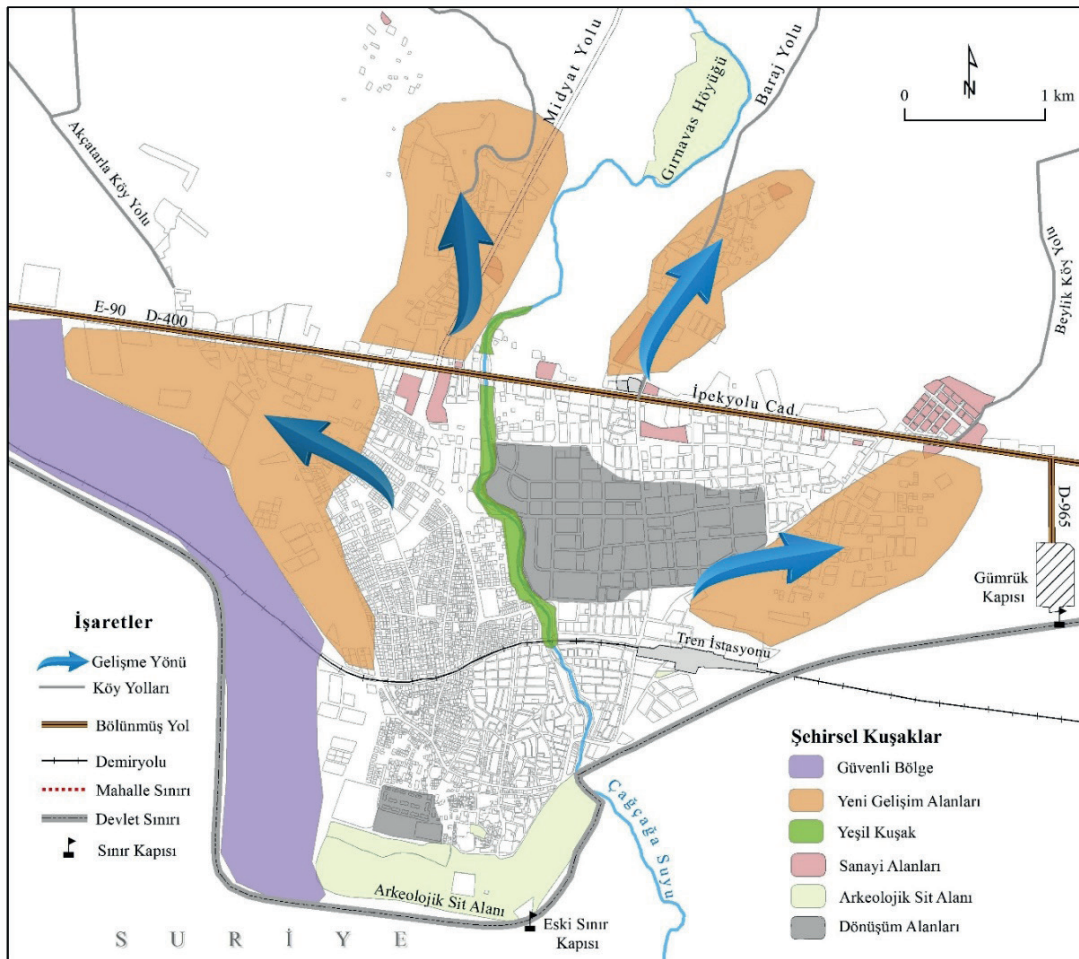 Midyat Yolu
Gırnavas Höyüğü
Baraj Yolu
0 1 km
Akçatarla Köy Yolu
Beylik Köy Yolu
E-90 D-400
İpekyolu Cad.
D-965
Gümrük
Kapısı
Tren İstasyonu
Çağçağa Suyu
Arkeolojik Sit Alanı
Eski Sınır
Kapısı
SURİYE
İşaretler
Gelişme Yönü
Köy Yolları
Bölünmüş Yol
Demiryolu
Mahalle Sınırı
Devlet Sınırı
Sınır Kapısı
Şehirsel Kuşaklar
Güvenli Bölge
Yeni Gelişim Alanları
Yeşil Kuşak
Sanayi Alanları
Arkeolojik Sit Alanı
Dönüşüm Alanları